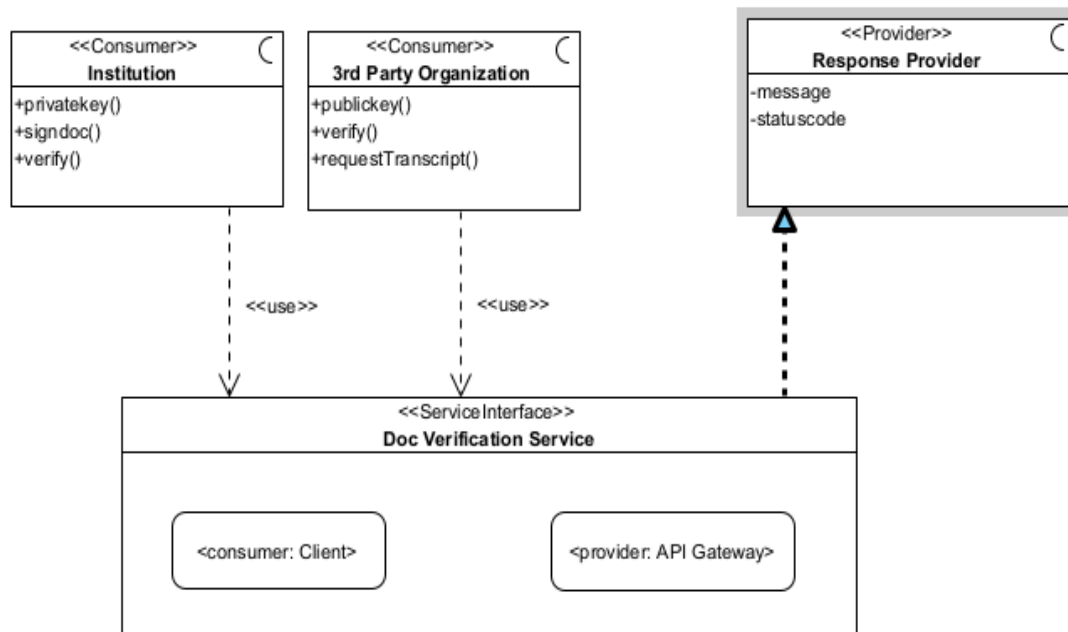 <<Consumer>>
Institution
+privatekey()
+signdoc()
+verify()
<<Consumer>>
3rd Party Organization
+publickey()
+verify()
+requestTranscript()
<<Provider>>
Response Provider
-message
-statuscode
<<use>>
<<use>>
<<ServiceInterface>>
Doc Verification Service
<consumer: Client>
<provider: API Gateway>